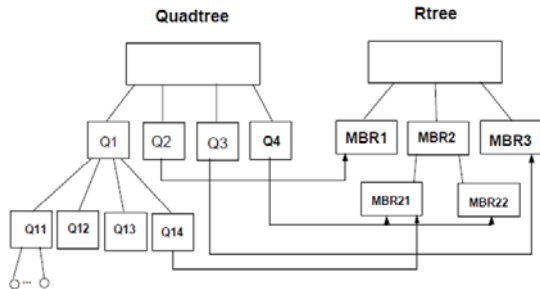 Quadtree Rtree
Q1 Q2 Q3 Q4 MBR1 MBR2 MBR3
MBR21 MBR22
Q11 Q12 Q13 Q14
...